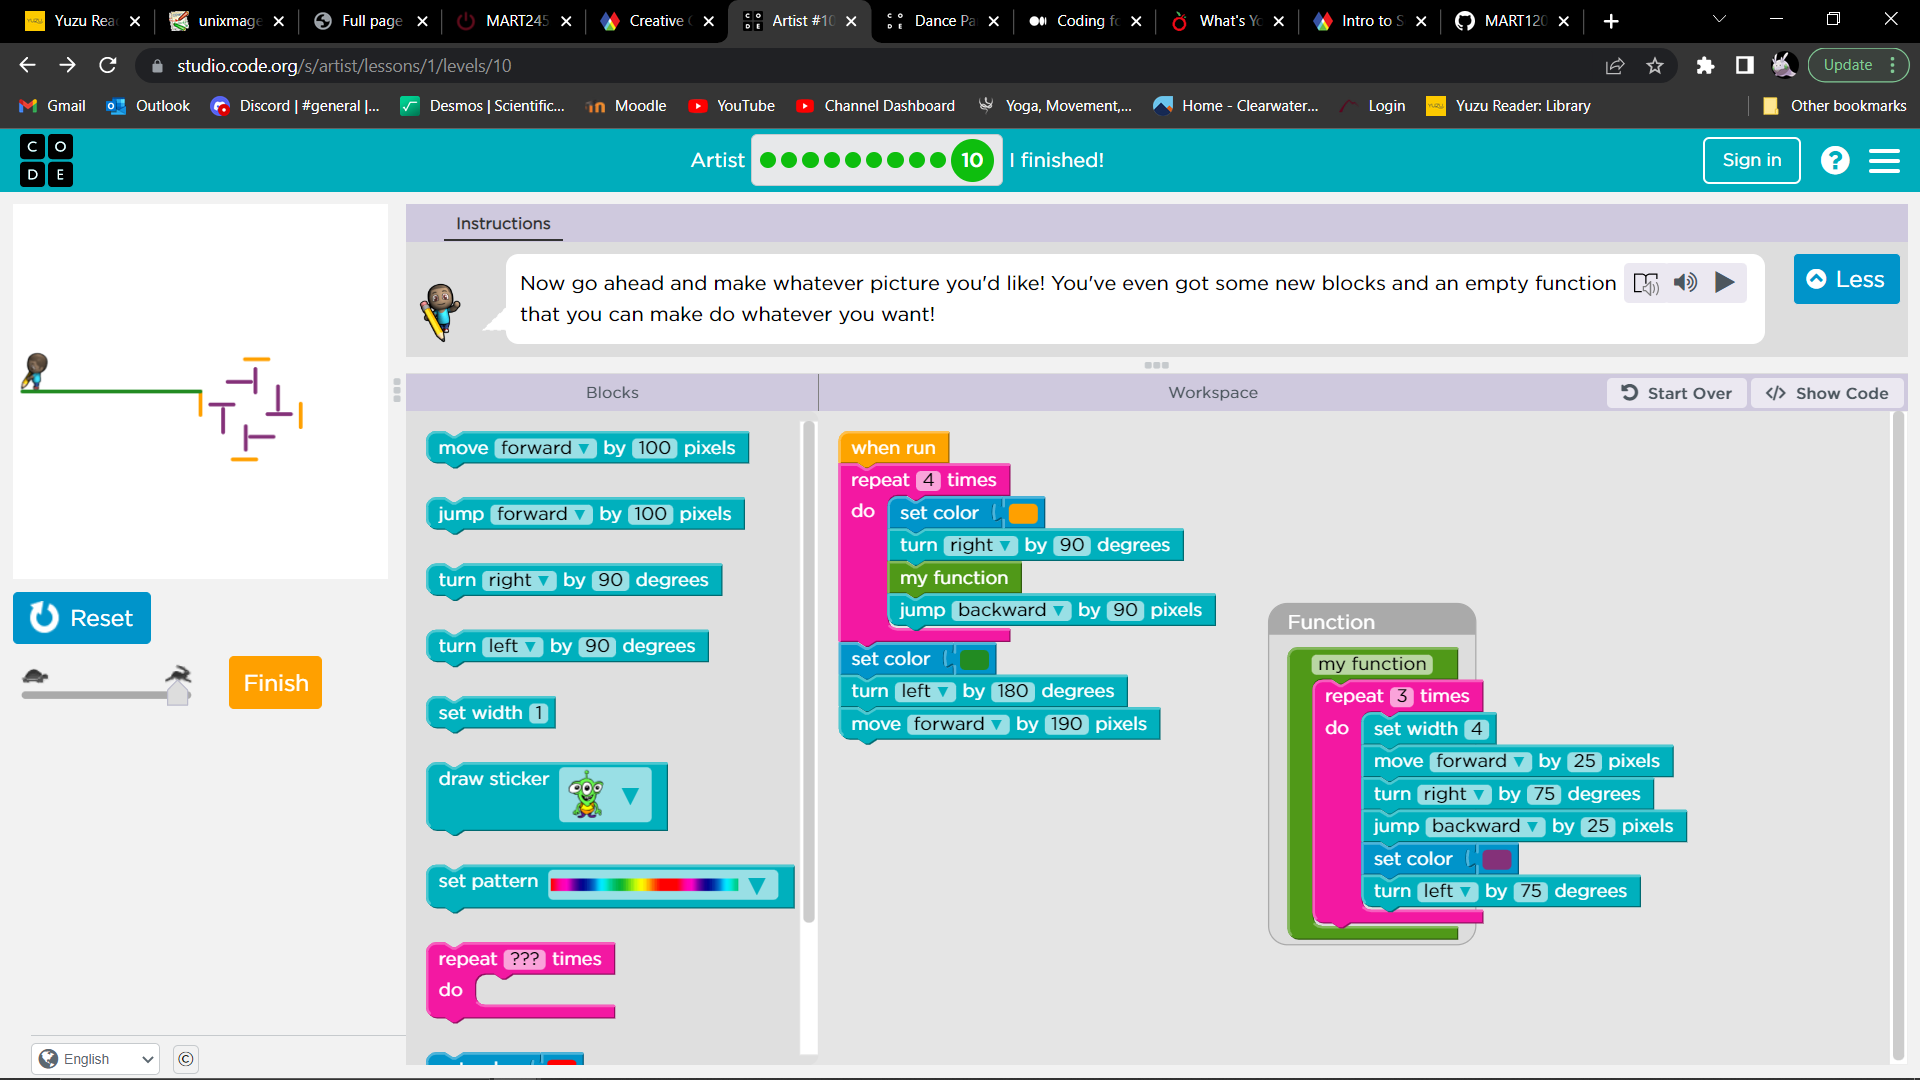 Yuzu Rea
unixmage
Full page
MART245
Creative C
Artist #10
Dance Pa
Coding fo
What's Yo
Intro to S
MART120
studio.code.org/s/artist/lessons/1/levels/10
Update
Gmail
Outlook
Discord | #general |...
Desmos | Scientific...
Moodle
YouTube
Channel Dashboard
Yoga, Movement,...
Home - Clearwater...
Login
Yuzu Reader: Library
Other bookmarks
C O
D E
Artist
10
I finished!
Sign in
?
Instructions
Now go ahead and make whatever picture you'd like! You've even got some new blocks and an empty function
that you can make do whatever you want!
Less
Blocks
Workspace
Start Over
</> Show Code
Reset
Finish
move forward by 100 pixels
jump forward by 100 pixels
turn right by 90 degrees
turn left by 90 degrees
set width 1
draw sticker
set pattern
repeat ??? times
do
when run
repeat 4 times
do
set color
turn right by 90 degrees
my function
jump backward by 90 pixels
set color
turn left by 180 degrees
move forward by 190 pixels
Function
my function
repeat 3 times
do
set width 4
move forward by 25 pixels
turn right by 75 degrees
jump backward by 25 pixels
set color
turn left by 75 degrees
English
©